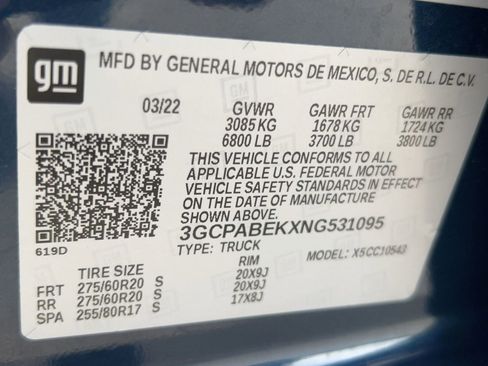 gm
MFD BY GENERAL MOTORS DE MEXICO, S. DE R.L. DE C.V.
03/22 GVWR GAWR FRT GAWR RR
3085 KG 1678 KG 1724 KG
6800 LB 3700 LB 3800 LB
THIS VEHICLE CONFORMS TO ALL
APPLICABLE U.S. FEDERAL MOTOR
VEHICLE SAFETY STANDARDS IN EFFECT
ON THE DATE OF MANUFACTURE
SHOWN ABOVE.
3GCPABEKXNG531095
619D
TYPE: TRUCK MODEL: X5CC10543
TIRE SIZE RIM
FRT 275/60R20 S 20X9J
RR 275/60R20 S 20X9J
SPA 255/80R17 S 17X8J